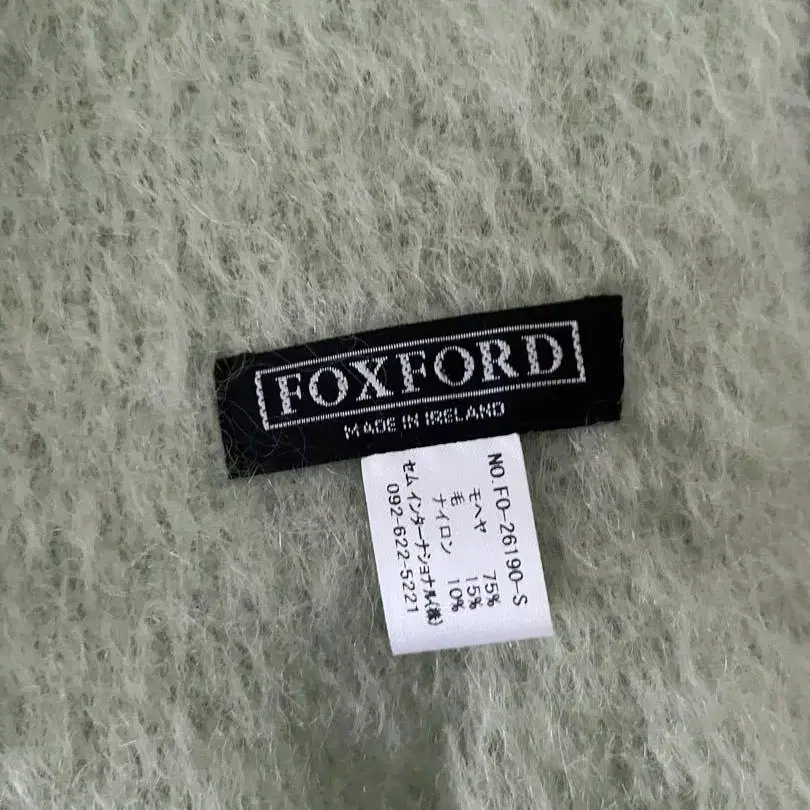 FOXFORD
MADE IN IRELAND
NO.FO-26190-S
モヘヤ 75%
毛 15%
ナイロン 10%
セムインターナショナル(株)
092-622-5221